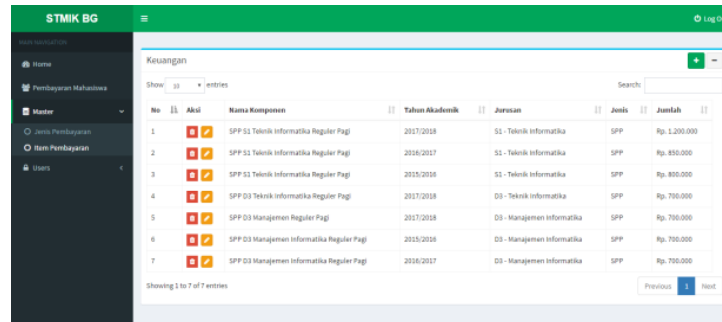 STMIK BG
Log O
MAIN NAVIGATION
Home
Pembayaran Mahasiswa
Master
Jenis Pembayaran
Item Pembayaran
Users
Keuangan
Show 10 entries Search:
No Aksi Nama Komponen Tahun Akademik Jurusan Jenis Jumlah
1 SPP S1 Teknik Informatika Reguler Pagi 2017/2018 S1 - Teknik Informatika SPP Rp. 1.200.000
2 SPP S1 Teknik Informatika Reguler Pagi 2016/2017 S1 - Teknik Informatika SPP Rp. 850.000
3 SPP S1 Teknik Informatika Reguler Pagi 2015/2016 S1 - Teknik Informatika SPP Rp. 800.000
4 SPP D3 Teknik Informatika Reguler Pagi 2017/2018 D3 - Teknik Informatika SPP Rp. 700.000
5 SPP D3 Manajemen Reguler Pagi 2017/2018 D3 - Manajemen Informatika SPP Rp. 700.000
6 SPP D3 Manajemen Informatika Reguler Pagi 2015/2016 D3 - Manajemen Informatika SPP Rp. 700.000
7 SPP D3 Manajemen Informatika Reguler Pagi 2016/2017 D3 - Manajemen Informatika SPP Rp. 700.000
Showing 1 to 7 of 7 entries Previous 1 Next